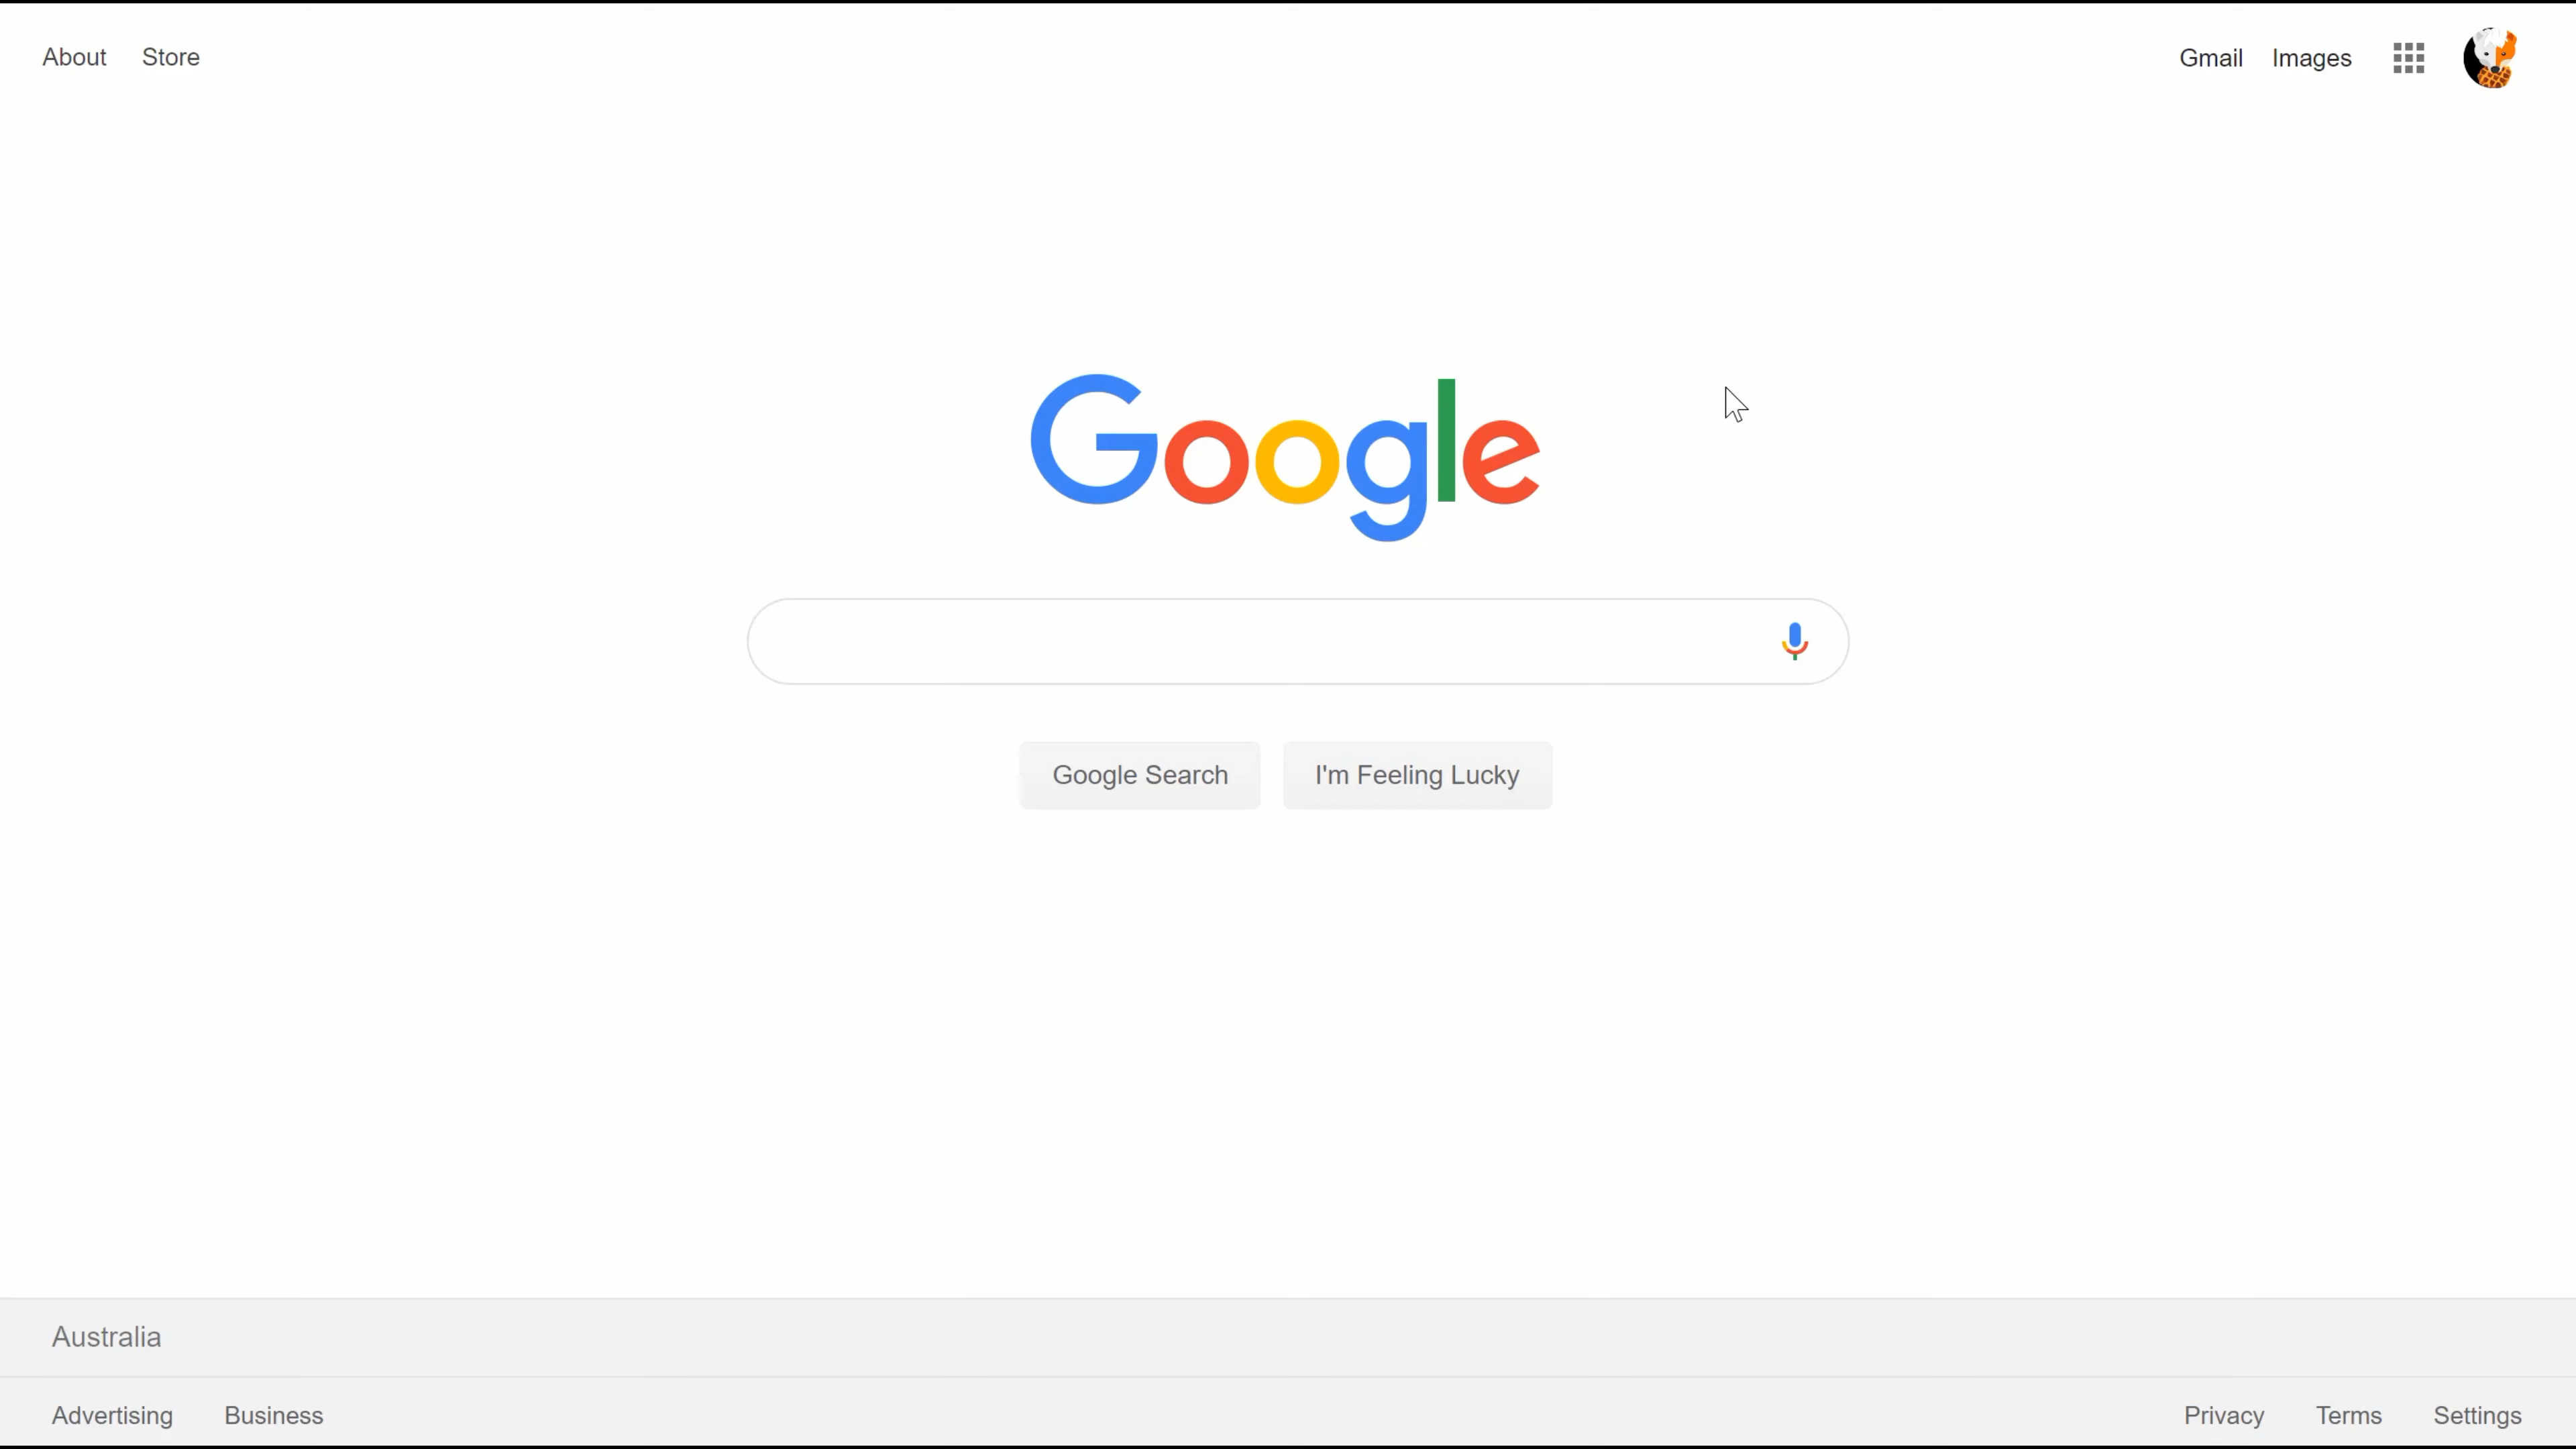 About Store Gmail Images
Google
Google Search I'm Feeling Lucky
Australia
Advertising Business Privacy Terms Settings